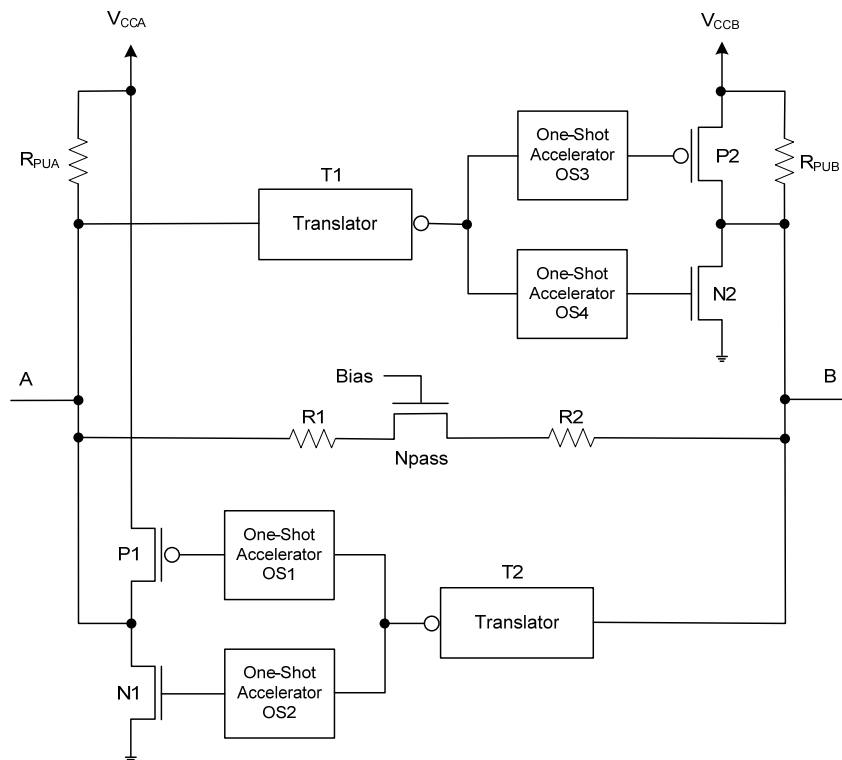 VCCA
VCCB
RPUA
T1
Translator
One-Shot
Accelerator
OS3
P2
RPUB
One-Shot
Accelerator
OS4
N2
A
Bias
B
R1
R2
Npass
P1
One-Shot
Accelerator
OS1
T2
Translator
N1
One-Shot
Accelerator
OS2